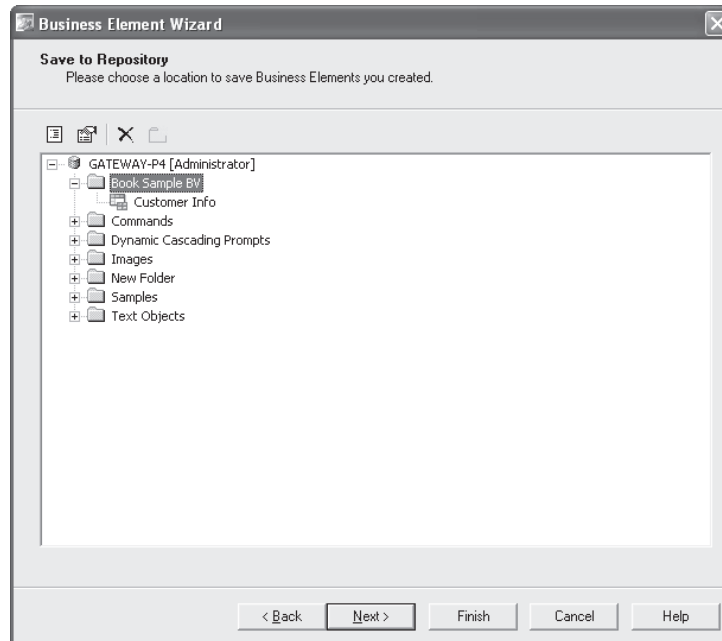 Business Element Wizard
Save to Repository
Please choose a location to save Business Elements you created.
GATEWAY-P4 [Administrator]
Book Sample BV
Customer Info
Commands
Dynamic Cascading Prompts
Images
New Folder
Samples
Text Objects
< Back Next > Finish Cancel Help